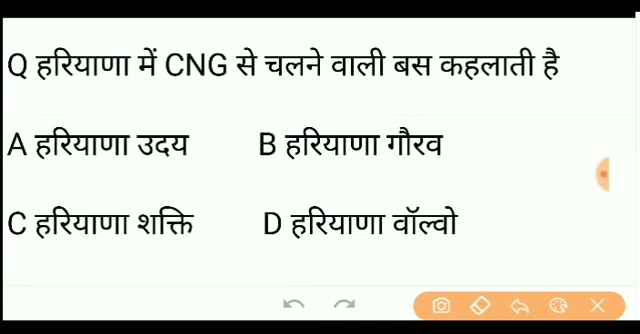 Q हरियाणा में CNG से चलने वाली बस कहलाती है
A हरियाणा उदय B हरियाणा गौरव
C हरियाणा शक्ति D हरियाणा वॉल्वो